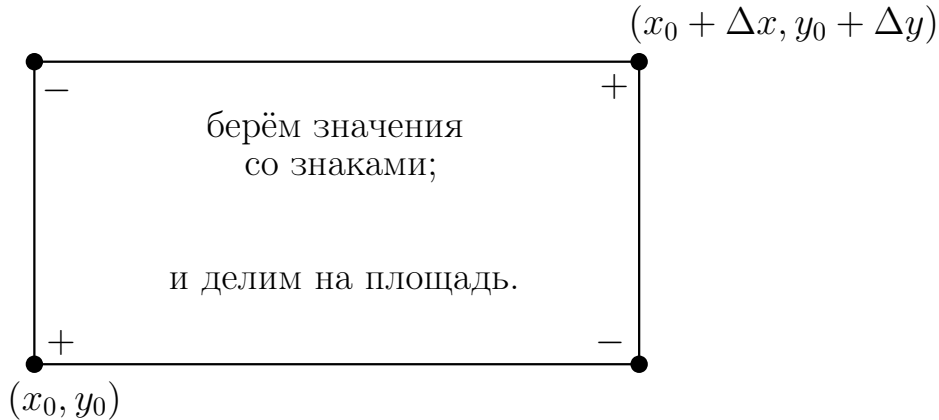 (x₀ + Δx, y₀ + Δy)
− +
берём значения
со знаками;
и делим на площадь.
+ −
(x₀, y₀)